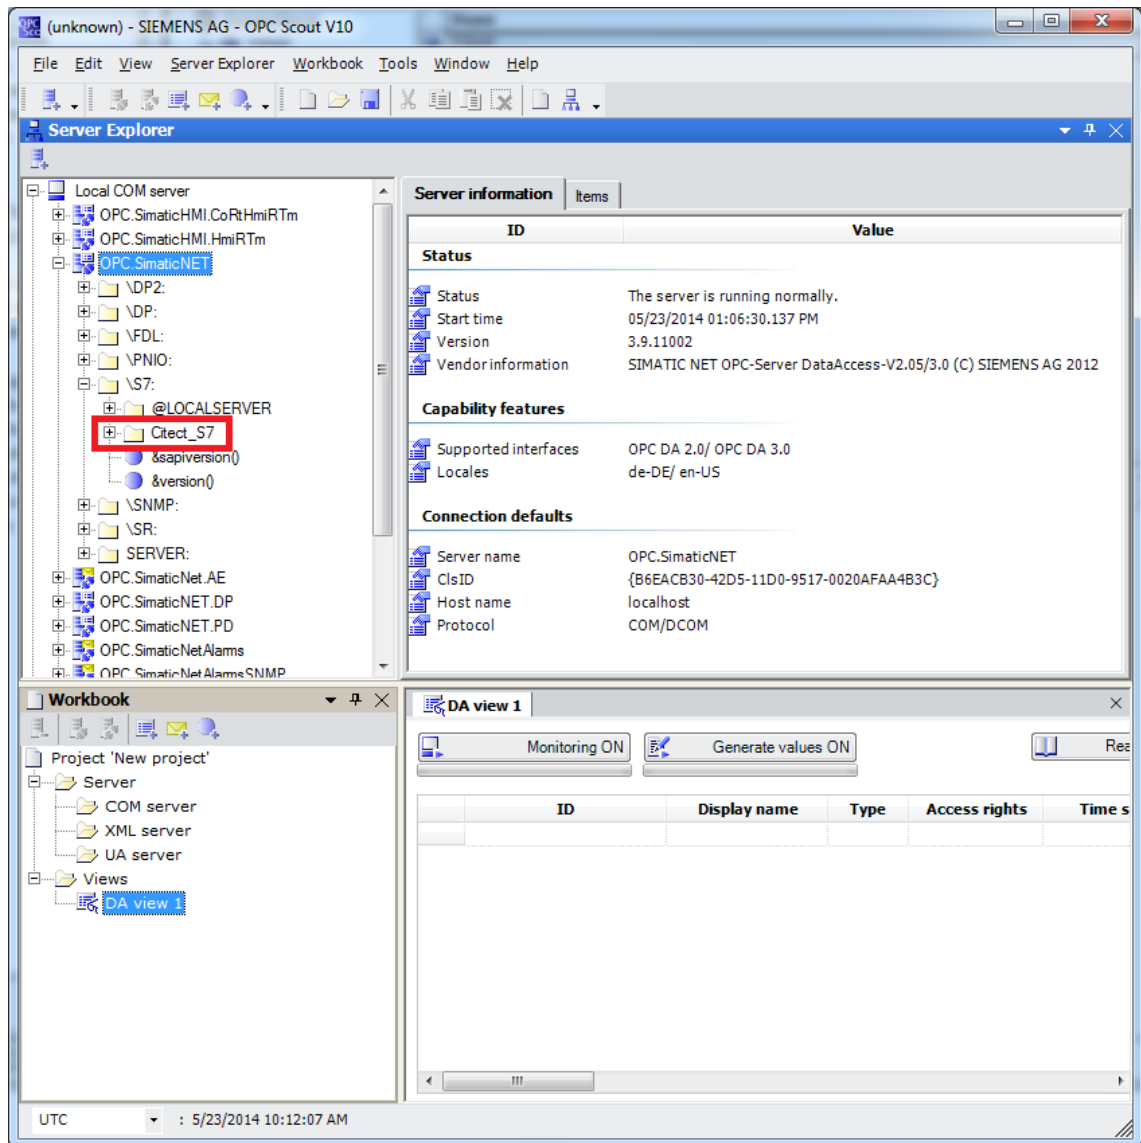 (unknown) - SIEMENS AG - OPC Scout V10
File Edit View Server Explorer Workbook Tools Window Help
Server Explorer
Local COM server
OPC.SimaticHMI.CoRtHmiRTm
OPC.SimaticHMI.HmiRTm
OPC.SimaticNET
\DP2:
\DP:
\FDL:
\PNIO:
\S7:
@LOCALSERVER
Citect_S7
&sapiversion()
&version()
\SNMP:
\SR:
SERVER:
OPC.SimaticNet.AE
OPC.SimaticNET.DP
OPC.SimaticNET.PD
OPC.SimaticNetAlarms
OPC.SimaticNetAlarmsSNMP
Server information Items
ID Value
Status
Status The server is running normally.
Start time 05/23/2014 01:06:30.137 PM
Version 3.9.11002
Vendor information SIMATIC NET OPC-Server DataAccess-V2.05/3.0 (C) SIEMENS AG 2012
Capability features
Supported interfaces OPC DA 2.0/ OPC DA 3.0
Locales de-DE/ en-US
Connection defaults
Server name OPC.SimaticNET
ClsID {B6EACB30-42D5-11D0-9517-0020AFAA4B3C}
Host name localhost
Protocol COM/DCOM
Workbook
Project 'New project'
Server
COM server
XML server
UA server
Views
DA view 1
DA view 1
Monitoring ON Generate values ON Rea
ID Display name Type Access rights Time s
UTC : 5/23/2014 10:12:07 AM